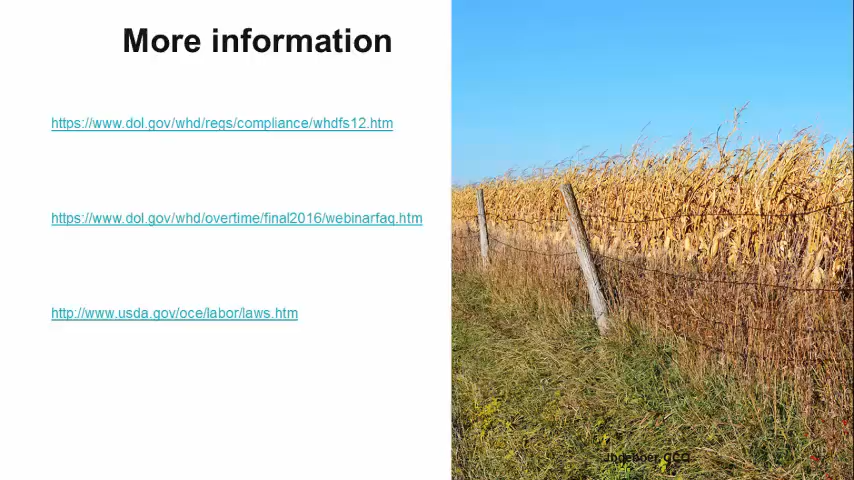 More information
https://www.dol.gov/whd/regs/compliance/whdfs12.htm
https://www.dol.gov/whd/overtime/final2016/webinarfaq.htm
http://www.usda.gov/oce/labor/laws.htm